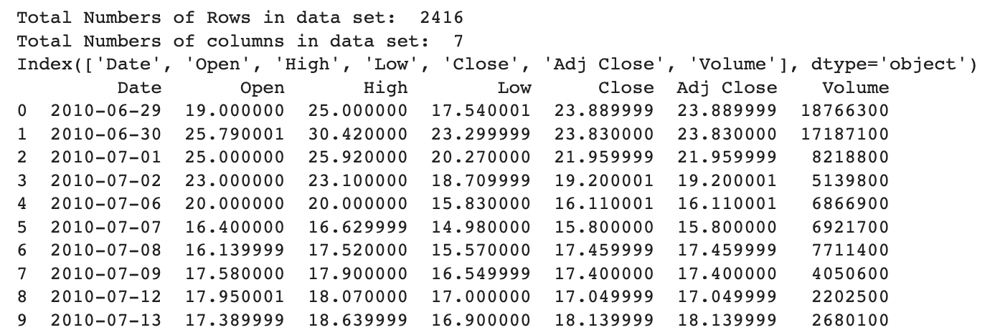 Total Numbers of Rows in data set:  2416
Total Numbers of columns in data set:  7
Index(['Date', 'Open', 'High', 'Low', 'Close', 'Adj Close', 'Volume'], dtype='object')
         Date       Open       High        Low      Close  Adj Close    Volume
0  2010-06-29  19.000000  25.000000  17.540001  23.889999  23.889999  18766300
1  2010-06-30  25.790001  30.420000  23.299999  23.830000  23.830000  17187100
2  2010-07-01  25.000000  25.920000  20.270000  21.959999  21.959999   8218800
3  2010-07-02  23.000000  23.100000  18.709999  19.200001  19.200001   5139800
4  2010-07-06  20.000000  20.000000  15.830000  16.110001  16.110001   6866900
5  2010-07-07  16.400000  16.629999  14.980000  15.800000  15.800000   6921700
6  2010-07-08  16.139999  17.520000  15.570000  17.459999  17.459999   7711400
7  2010-07-09  17.580000  17.900000  16.549999  17.400000  17.400000   4050600
8  2010-07-12  17.950001  18.070000  17.000000  17.049999  17.049999   2202500
9  2010-07-13  17.389999  18.639999  16.900000  18.139999  18.139999   2680100